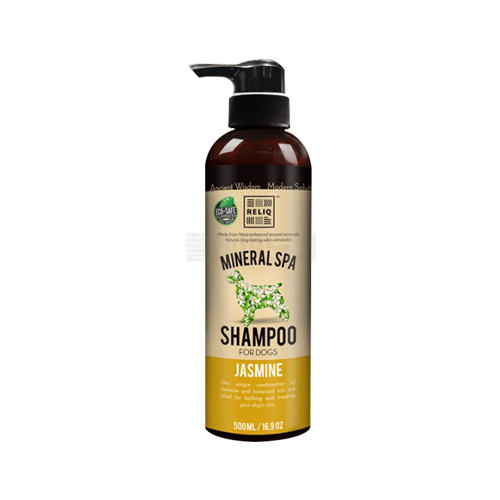 Ancient Wisdom Modern
ECO-SAFE
RELIQ
Made from Nano-enhanced ancient minerals
Natural, long-lasting odor elimination
MINERAL SPA
SHAMPOO
FOR DOGS
JASMINE
This unique combination of
Jasmine and botanical oils are
ideal for bathing and treating
your dog's skin.
500ML / 16.9 OZ